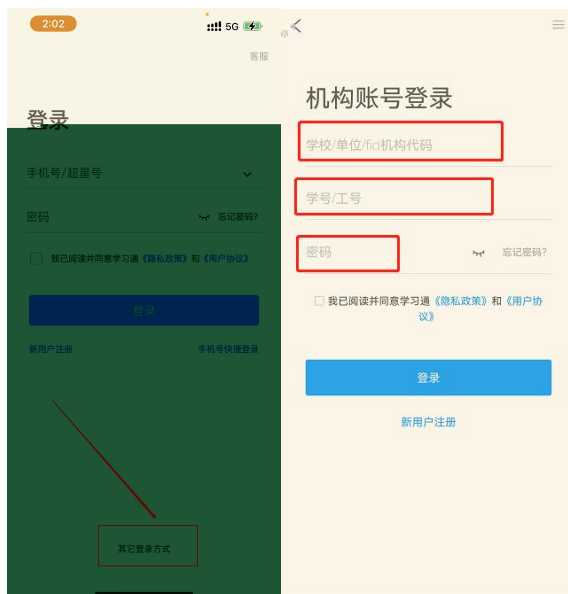 2:02
5G
客服
登录
手机号/超星号
密码
忘记密码?
我已阅读并同意学习通《隐私政策》和《用户协议》
登录
新用户注册
手机号快捷登录
其它登录方式
机构账号登录
学校/单位/fid机构代码
学号/工号
密码
忘记密码?
我已阅读并同意学习通《隐私政策》和《用户协
议》
登录
新用户注册